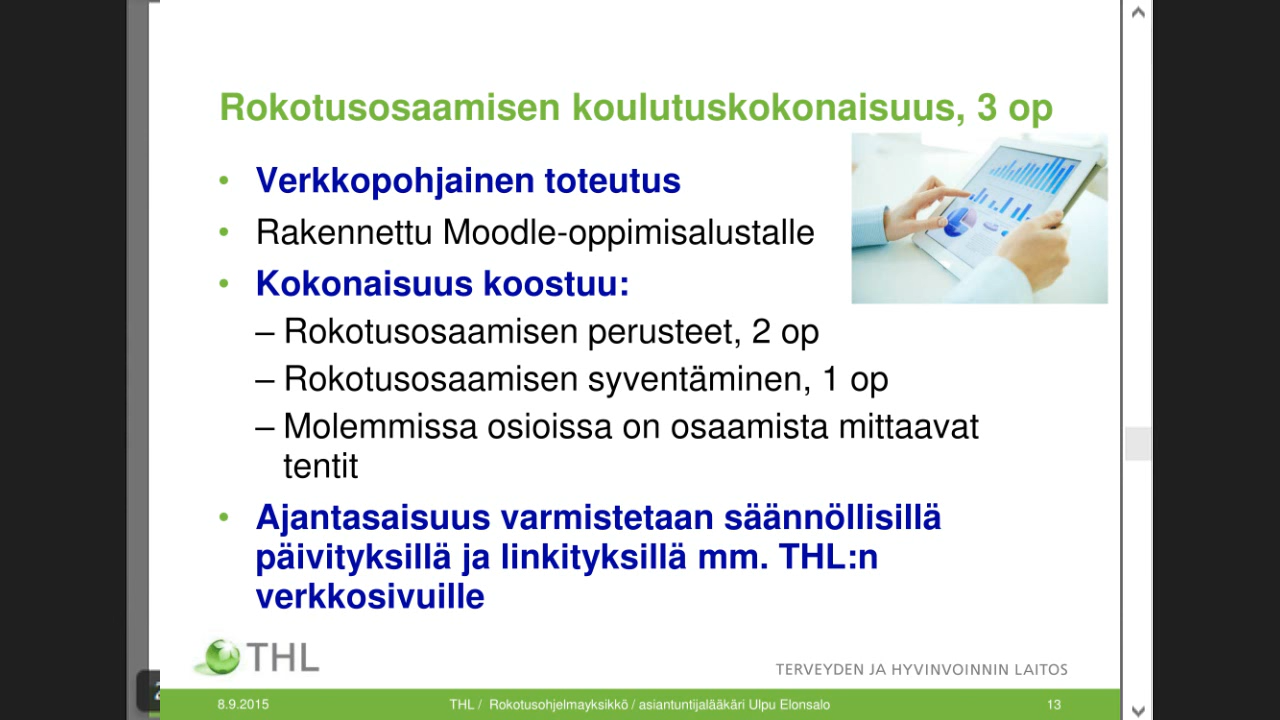 Rokotusosaamisen koulutuskokonaisuus, 3 op
• Verkkopohjainen toteutus
• Rakennettu Moodle-oppimisalustalle
• Kokonaisuus koostuu:
– Rokotusosaamisen perusteet, 2 op
– Rokotusosaamisen syventäminen, 1 op
– Molemmissa osioissa on osaamista mittaavat
tentit
• Ajantasaisuus varmistetaan säännöllisillä
päivityksillä ja linkityksillä mm. THL:n
verkkosivuille
THL
TERVEYDEN JA HYVINVOINNIN LAITOS
8.9.2015 THL / Rokotusohjelmayksikkö / asiantuntijalääkäri Ulpu Elonsalo 13